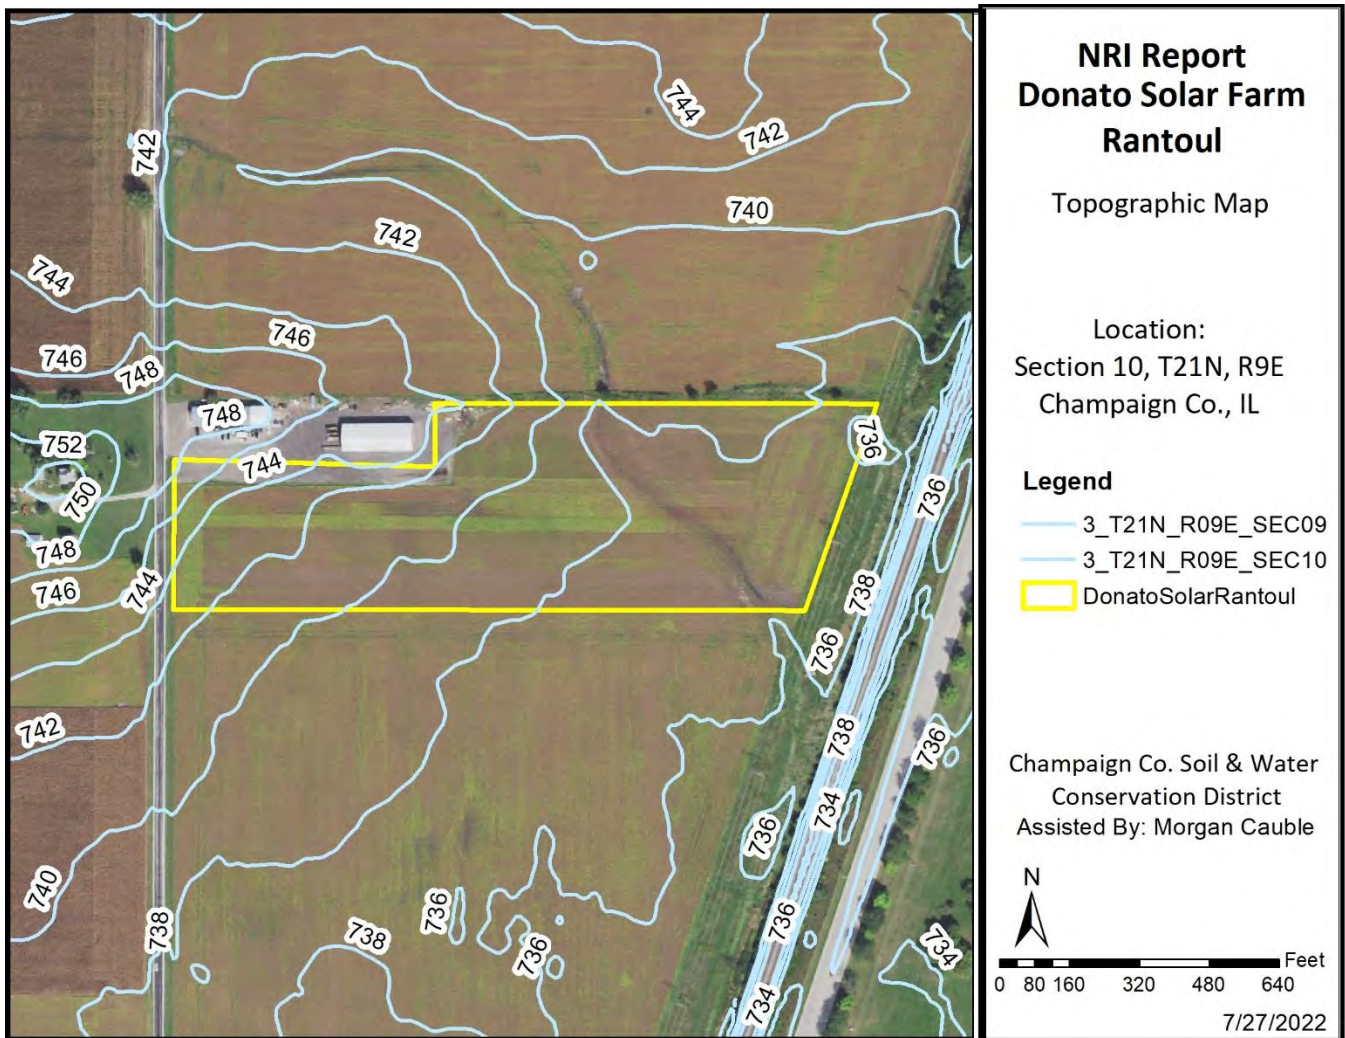 NRI Report
Donato Solar Farm
Rantoul
Topographic Map
Location:
Section 10, T21N, R9E
Champaign Co., IL
Legend
3_T21N_R09E_SEC09
3_T21N_R09E_SEC10
DonatoSolarRantoul
Champaign Co. Soil & Water
Conservation District
Assisted By: Morgan Cauble
N
Feet
0 80 160 320 480 640
7/27/2022
744
742
742
740
742
744
746
746
748
748
752
744
736
750
736
748
744
746
738
736
742
738
736
734
736
740
736
738
738
736
736
734
734